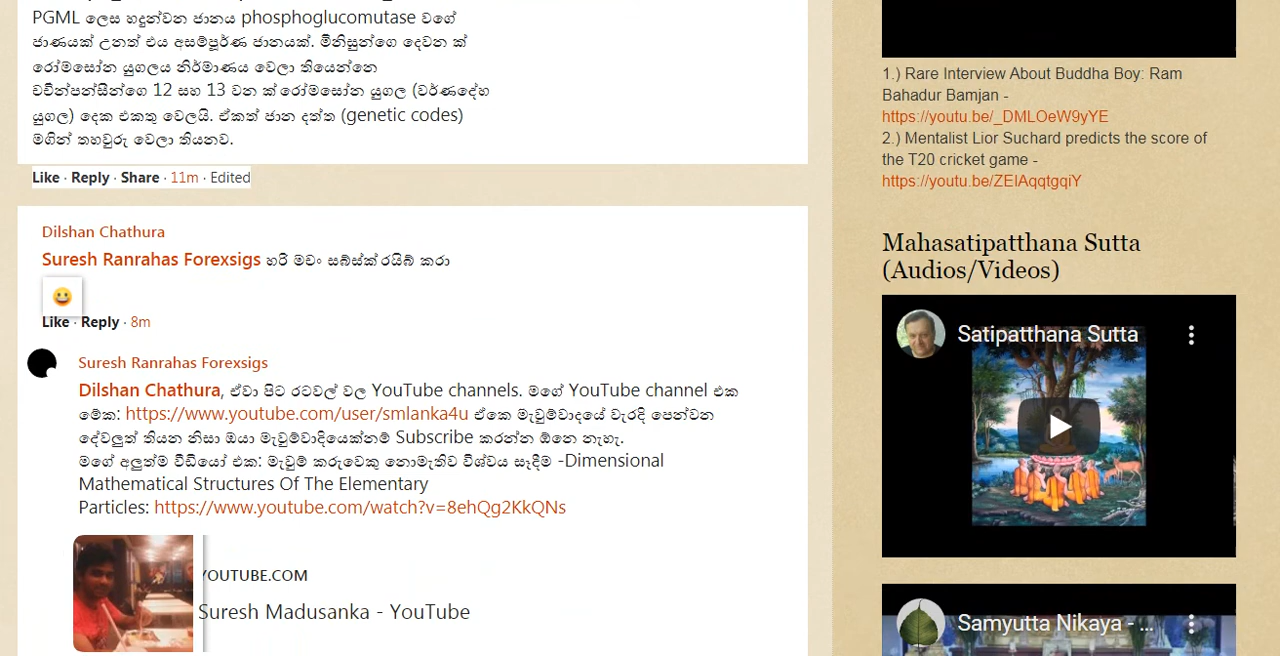 PGML ලෙස හදුන්වන ජානය phosphoglucomutase වගේ
ජාණයක් උනත් එය අසම්පූර්ණ ජානයක්. මිනිසුන්ගෙ දෙවන ක්
රෝමසෝන යුගලය නිර්මාණය වෙලා තියෙන්නෙ
චිම්පන්සීන්ගෙ 12 සහ 13 වන ක්රෝමසෝන යුගල (වර්ණදේහ
යුගල) දෙක එකතු වෙලයි. ඒකත් ජාන දත්ත (genetic codes)
මගින් තහවුරු වෙලා තියනව.
Like · Reply · Share · 11m · Edited
Dilshan Chathura
Suresh Ranrahas Forexsigs හරි මචං සබ්ස්ක්රයිබ් කරා
Like · Reply · 8m
Suresh Ranrahas Forexsigs
Dilshan Chathura, ඒවා පිට රටවල් වල YouTube channels. මගේ YouTube channel එක
මේක: https://www.youtube.com/user/smlanka4u ඒකෙ මැවුම්වාදයේ වැරදි පෙන්වන
දේවලුත් තියන නිසා ඔයා මැවුම්වාදියෙක්නම් Subscribe කරන්න ඕනෙ නැහැ.
මගේ අලුත්ම වීඩියෝ එක: මැවුම් කරුවෙකු නොමැතිව විශ්වය සෑදීම -Dimensional
Mathematical Structures Of The Elementary
Particles: https://www.youtube.com/watch?v=8ehQg2KkQNs
YOUTUBE.COM
Suresh Madusanka - YouTube
1.) Rare Interview About Buddha Boy: Ram
Bahadur Bamjan -
https://youtu.be/_DMLOeW9yYE
2.) Mentalist Lior Suchard predicts the score of
the T20 cricket game -
https://youtu.be/ZElAqqtgqiY
Mahasatipatthana Sutta
(Audios/Videos)
Satipatthana Sutta
Samyutta Nikaya - ...